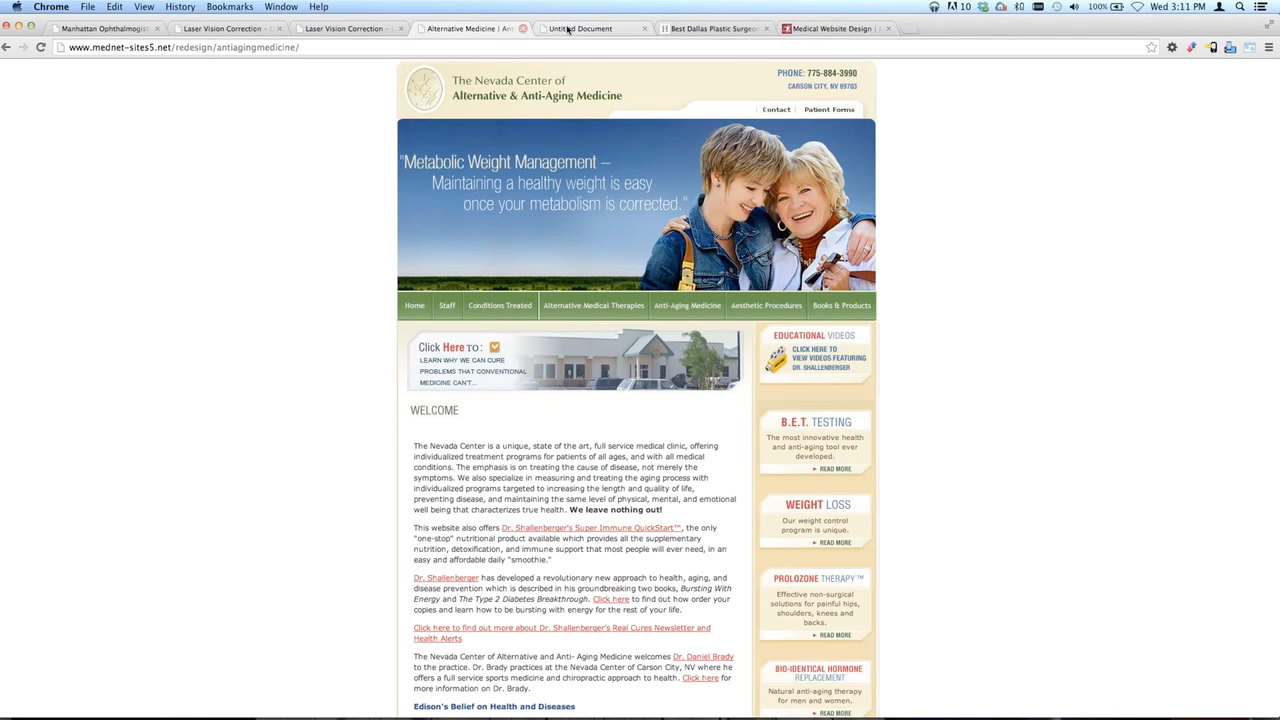 Chrome File Edit View History Bookmarks Window Help
10 100% Wed 3:11 PM
Manhattan Ophthalmologist Laser Vision Correction – Laser Vision Correction – Alternative Medicine | Anti Untitled Document Best Dallas Plastic Surgeon Medical Website Design |
www.mednet-sites5.net/redesign/antiagingmedicine/
The Nevada Center of
Alternative & Anti-Aging Medicine
PHONE: 775-884-3990
CARSON CITY, NV 89703
Contact Patient Forms
"Metabolic Weight Management –
Maintaining a healthy weight is easy
once your metabolism is corrected."
Home Staff Conditions Treated Alternative Medical Therapies Anti-Aging Medicine Aesthetic Procedures Books & Products
Click Here TO:
LEARN WHY WE CAN CURE
PROBLEMS THAT CONVENTIONAL
MEDICINE CAN'T...
WELCOME
The Nevada Center is a unique, state of the art, full service medical clinic, offering
individualized treatment programs for patients of all ages, and with all medical
conditions. The emphasis is on treating the cause of disease, not merely the
symptoms. We also specialize in measuring and treating the aging process with
individualized programs targeted to increasing the length and quality of life,
preventing disease, and maintaining the same level of physical, mental, and emotional
well being that characterizes true health. We leave nothing out!
This website also offers Dr. Shallenberger's Super Immune QuickStart™, the only
"one-stop" nutritional product available which provides all the supplementary
nutrition, detoxification, and immune support that most people will ever need, in an
easy and affordable daily "smoothie."
Dr. Shallenberger has developed a revolutionary new approach to health, aging, and
disease prevention which is described in his groundbreaking two books, Bursting With
Energy and The Type 2 Diabetes Breakthrough. Click here to find out how order your
copies and learn how to be bursting with energy for the rest of your life.
Click here to find out more about Dr. Shallenberger's Real Cures Newsletter and
Health Alerts
The Nevada Center of Alternative and Anti- Aging Medicine welcomes Dr. Daniel Brady
to the practice. Dr. Brady practices at the Nevada Center of Carson City, NV where he
offers a full service sports medicine and chiropractic approach to health. Click here for
more information on Dr. Brady.
Edison's Belief on Health and Diseases
EDUCATIONAL VIDEOS
CLICK HERE TO
VIEW VIDEOS FEATURING
DR. SHALLENBERGER
B.E.T. TESTING
The most innovative health
and anti-aging tool ever
developed.
READ MORE
WEIGHT LOSS
Our weight control
program is unique.
READ MORE
PROLOZONE THERAPY™
Effective non-surgical
solutions for painful hips,
shoulders, knees and
backs.
READ MORE
BIO-IDENTICAL HORMONE
REPLACEMENT
Natural anti-aging therapy
for men and women.
READ MORE